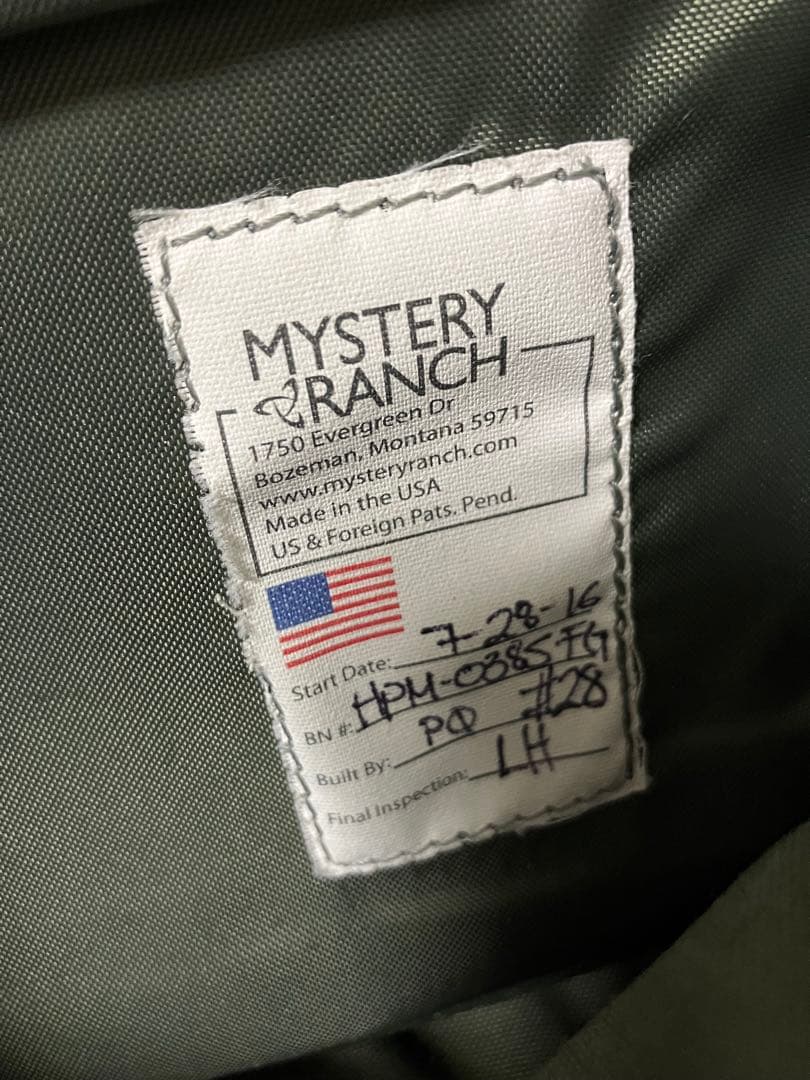 MYSTERY
RANCH
1750 Evergreen Dr
Bozeman, Montana 59715
www.mysteryranch.com
Made in the USA
US & Foreign Pats. Pend.
Start Date: 7-28-16
BN #: HPM-0385FG
Built By: PQ #28
Final Inspection: LH